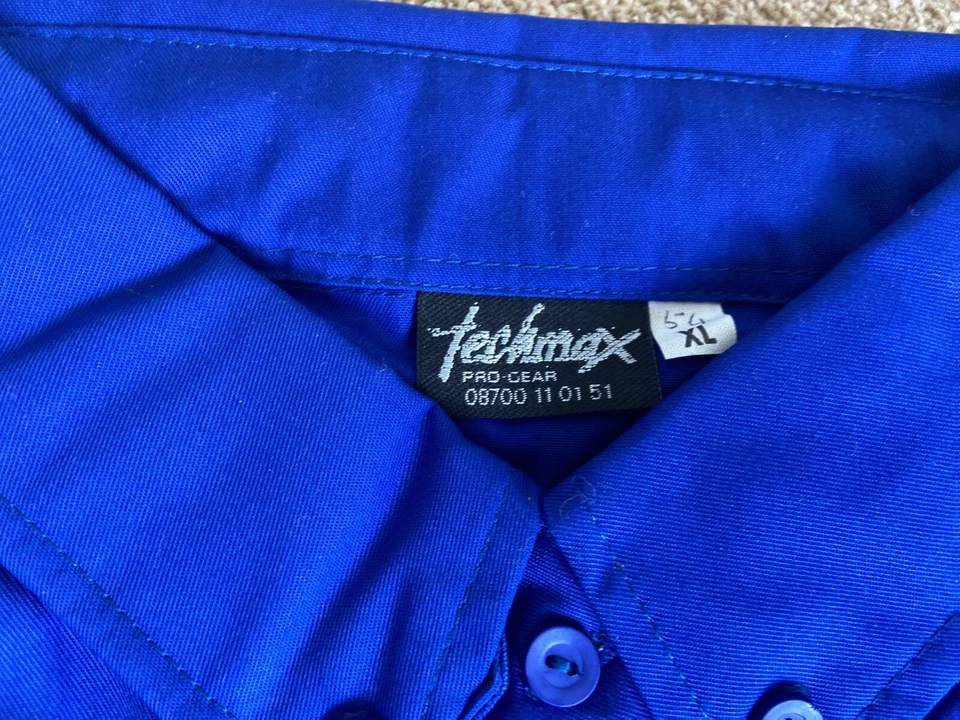 techmax
PRO-GEAR
08700 11 01 51
XL